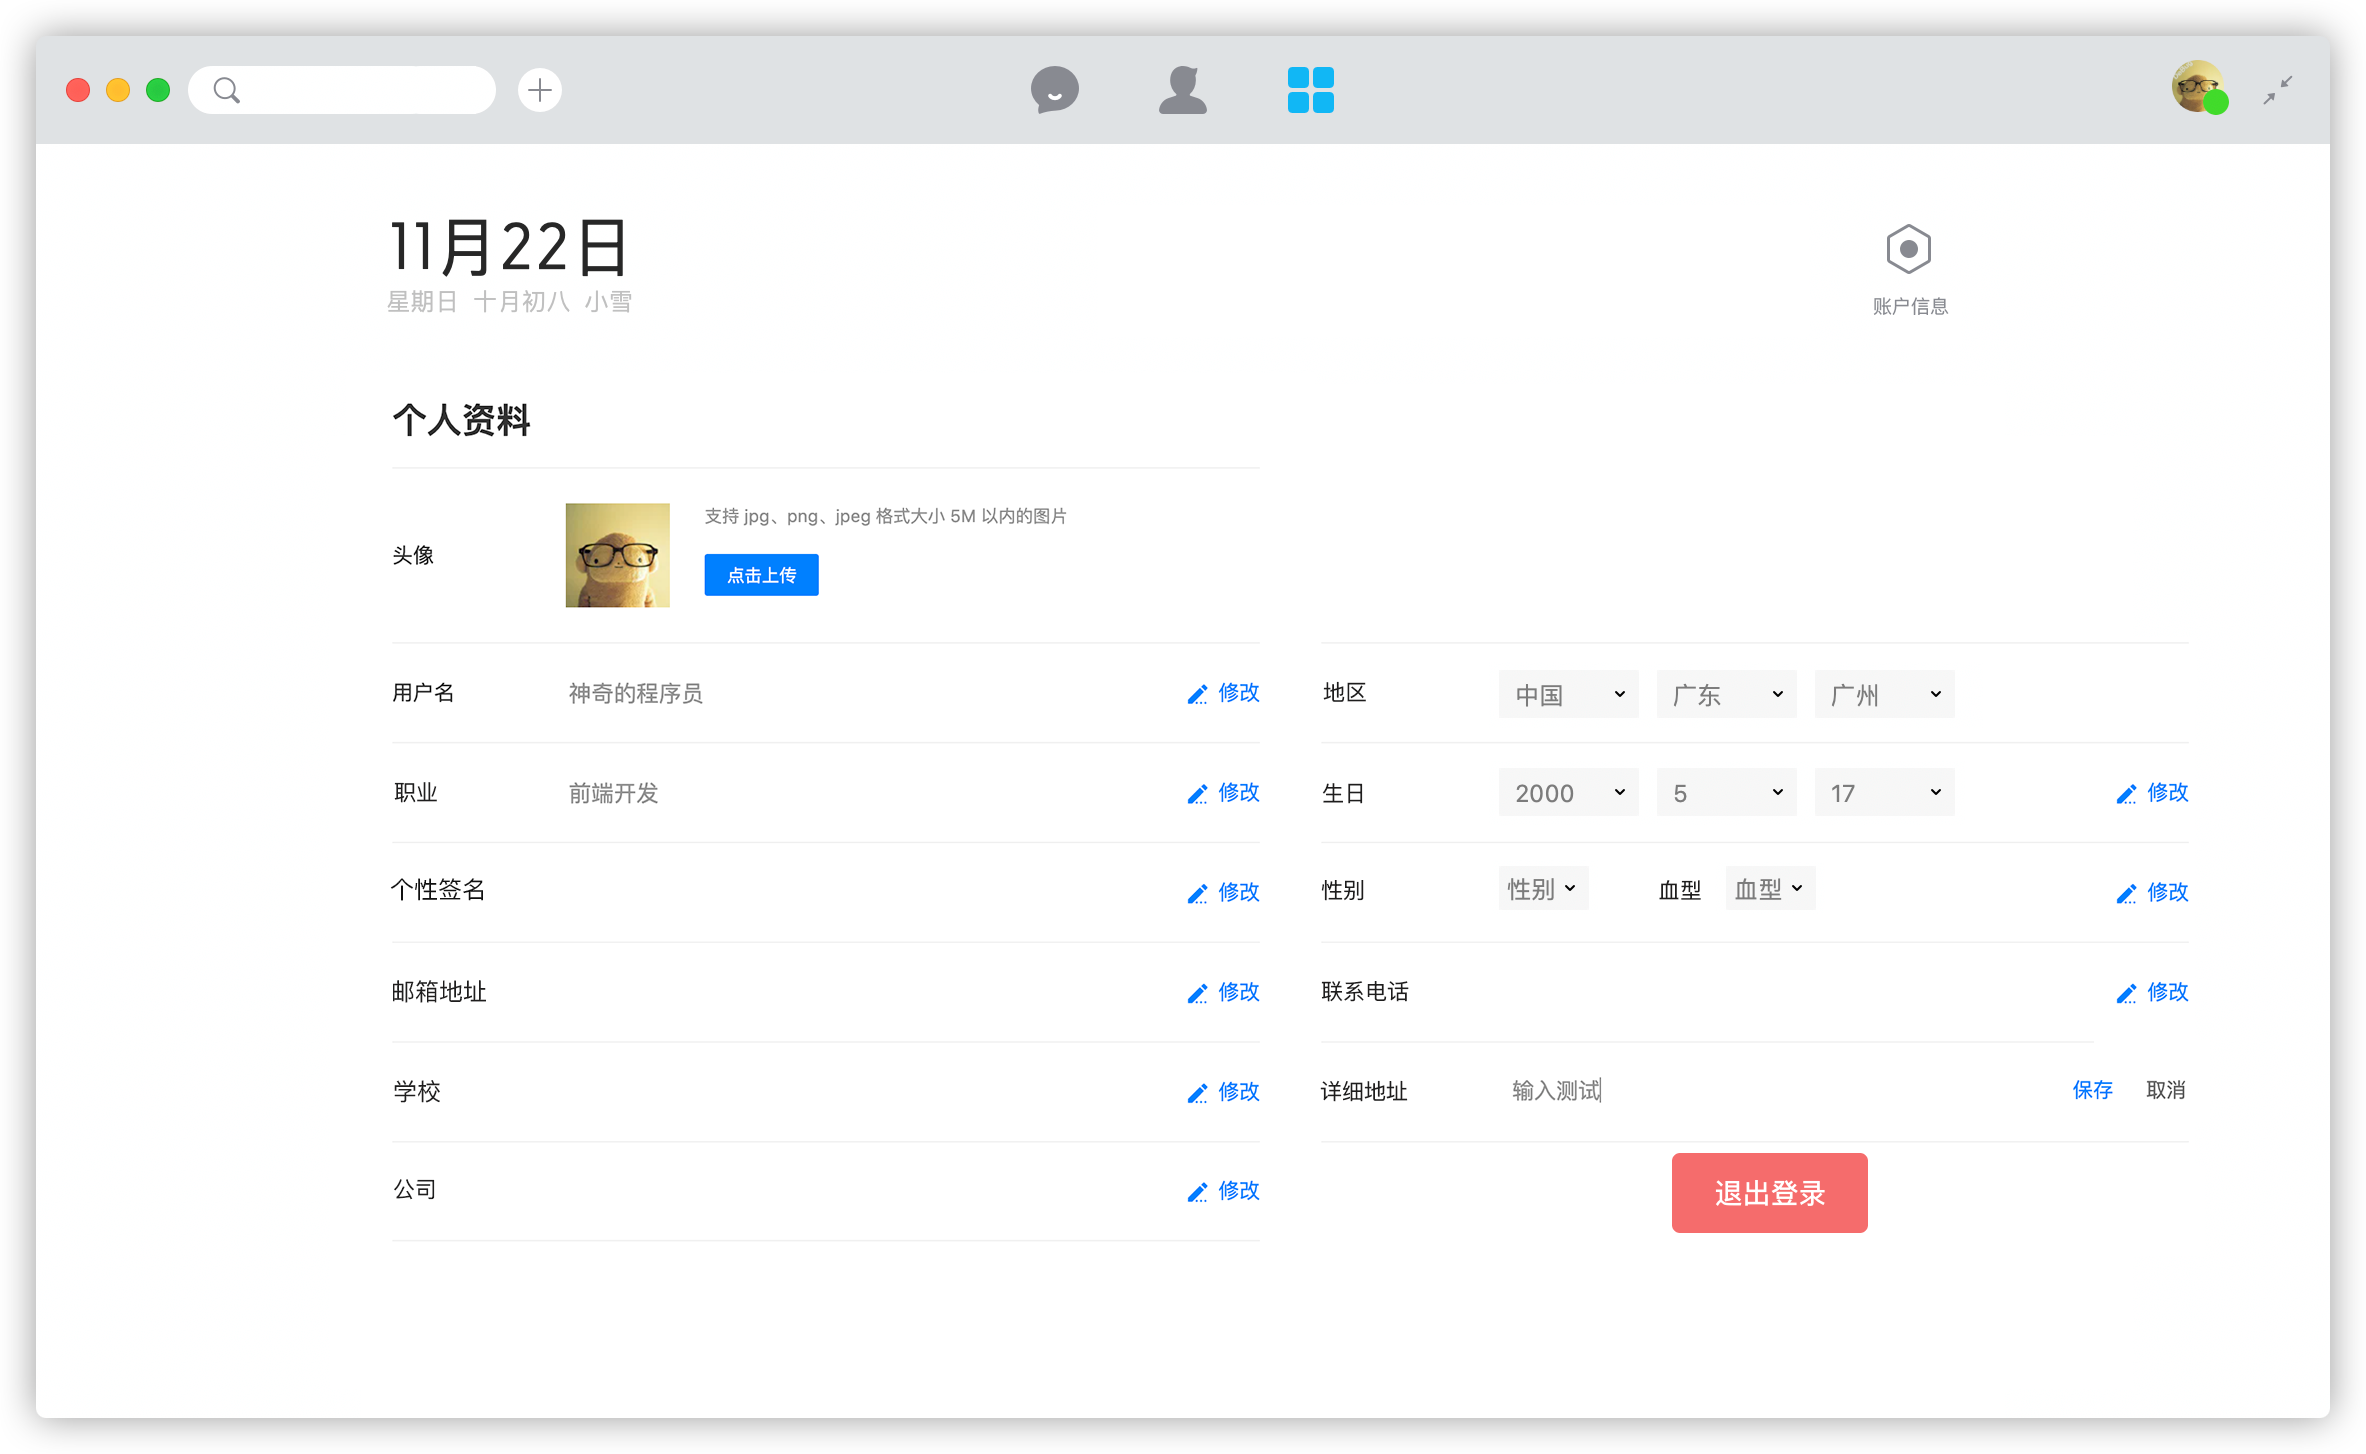 11月22日
星期日 十月初八 小雪
账户信息
个人资料
头像
支持 jpg、png、jpeg 格式大小 5M 以内的图片
点击上传
用户名 神奇的程序员 修改
职业 前端开发 修改
个性签名 修改
邮箱地址 修改
学校 修改
公司 修改
地区 中国 广东 广州
生日 2000 5 17 修改
性别 性别 血型 血型 修改
联系电话 修改
详细地址 输入测试 保存 取消
退出登录